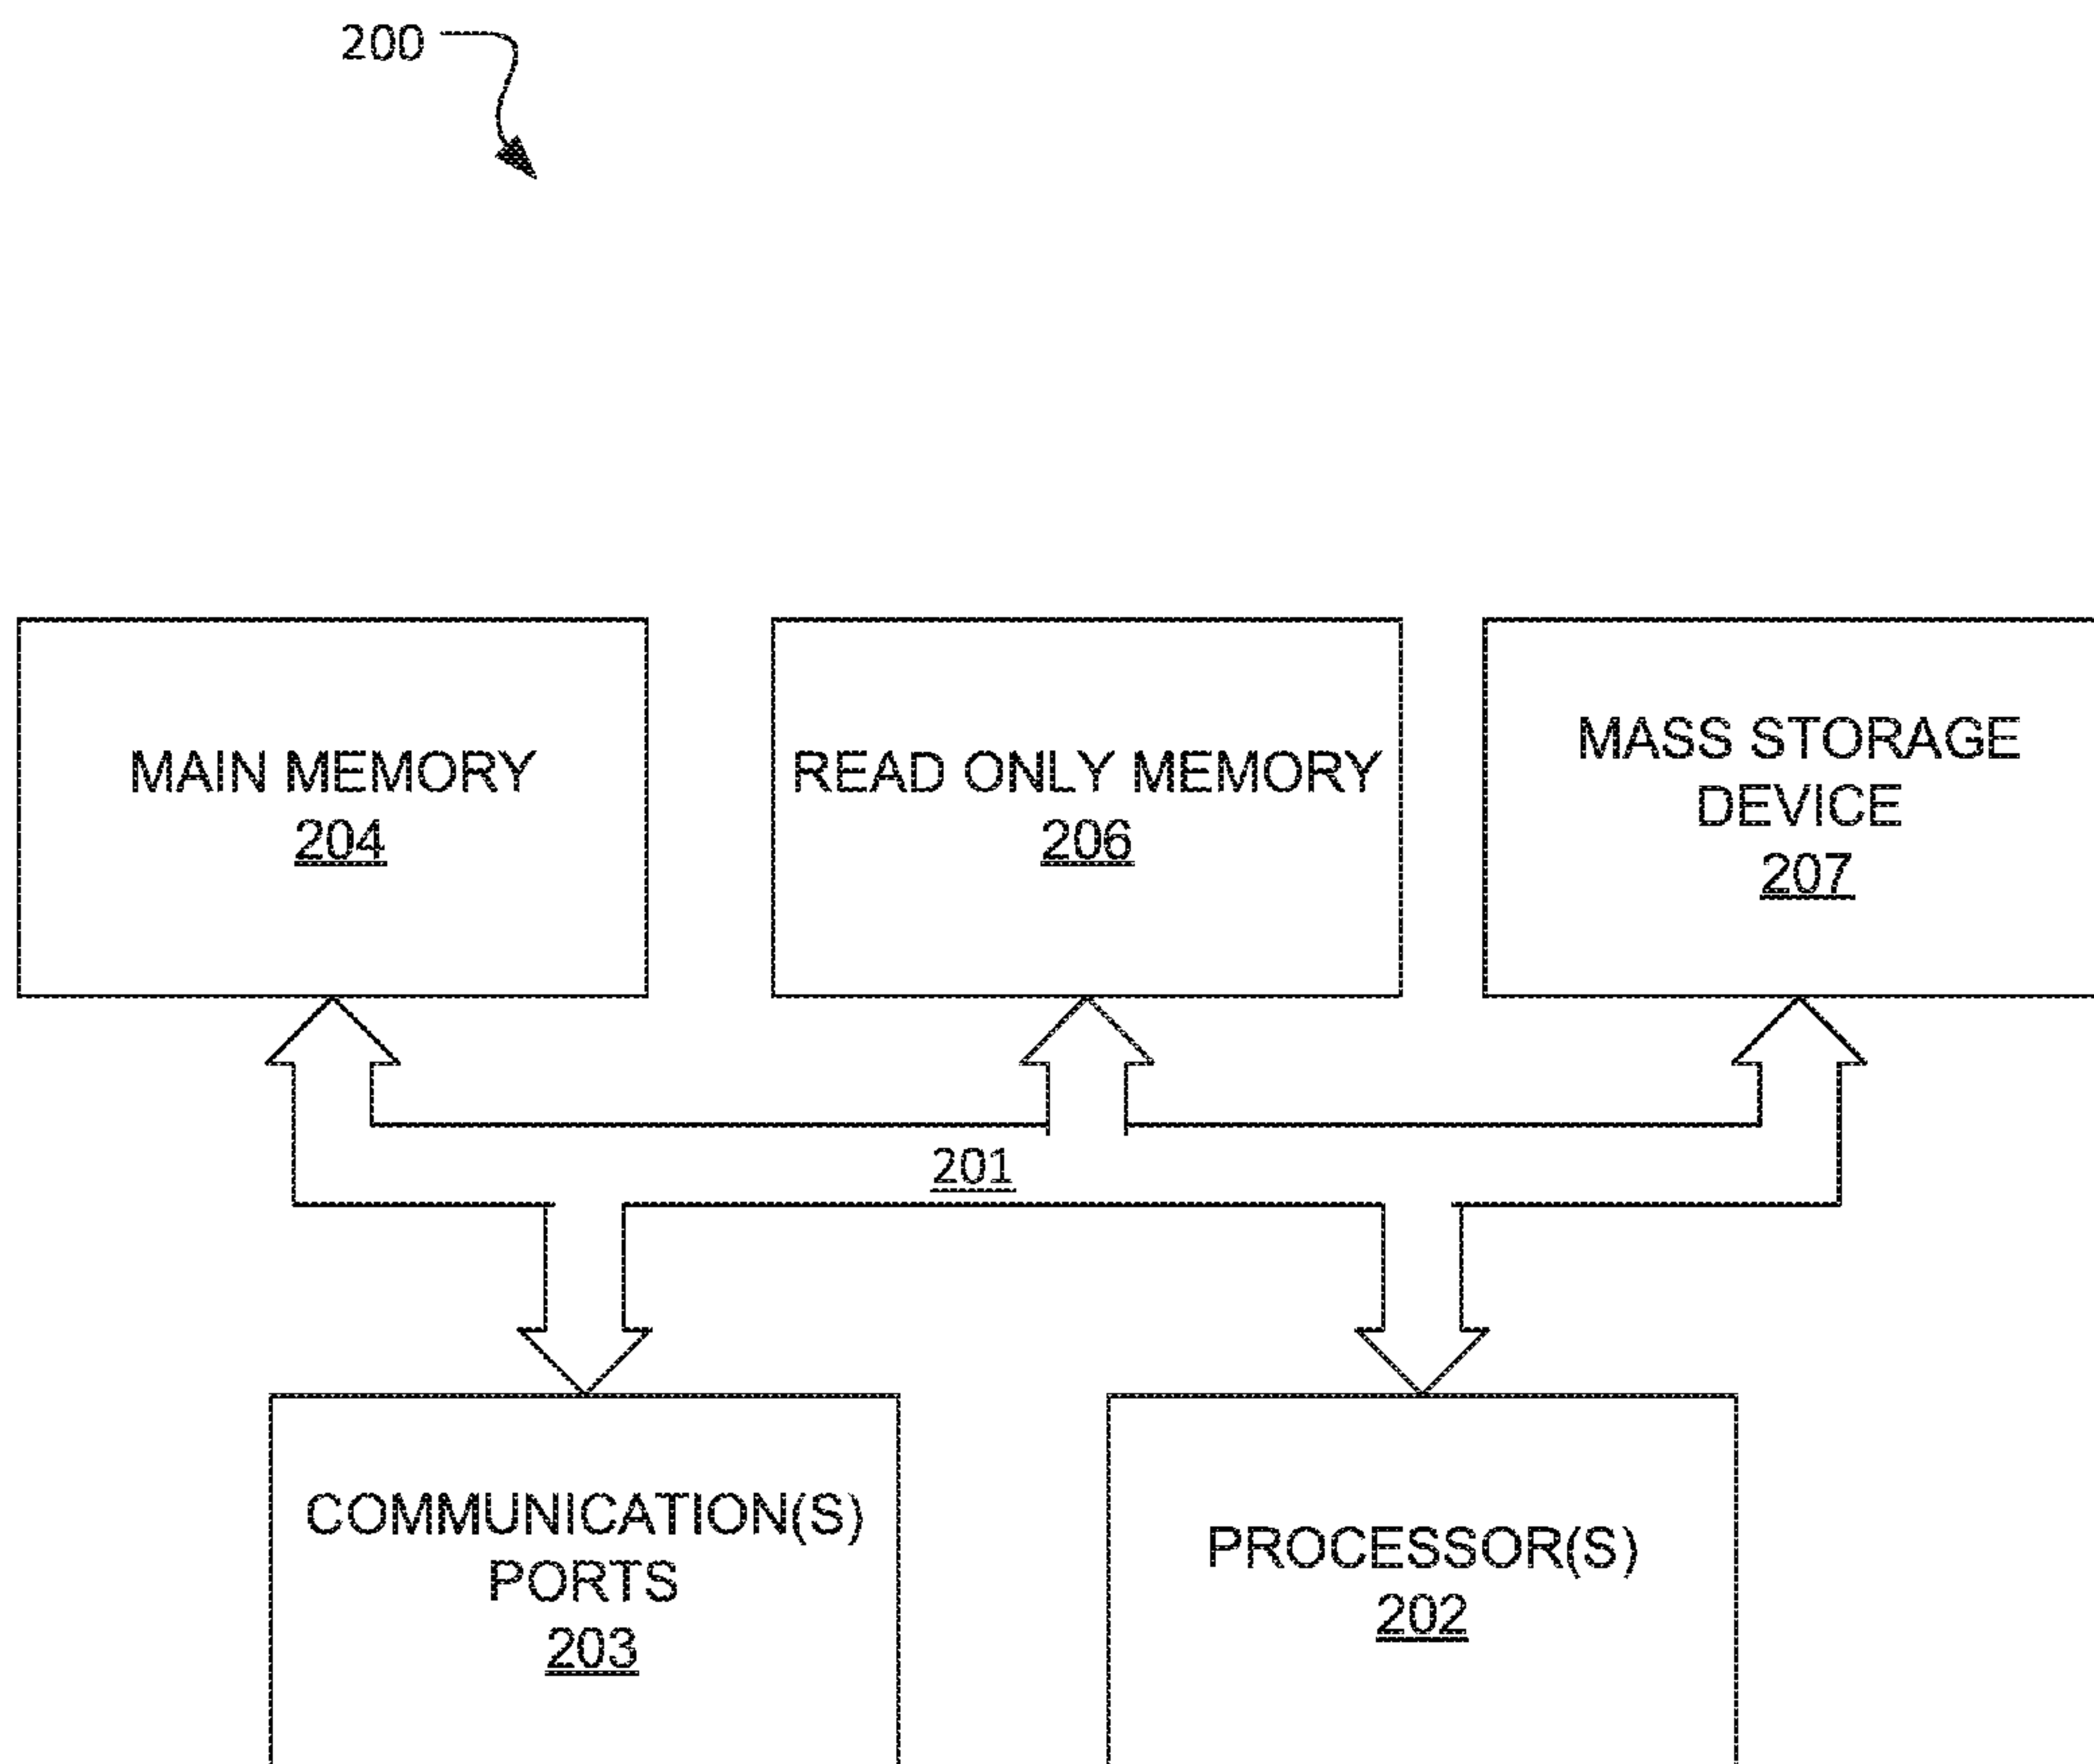 200
MAIN MEMORY
204
READ ONLY MEMORY
206
MASS STORAGE
DEVICE
207
201
COMMUNICATION(S)
PORTS
203
PROCESSOR(S)
202